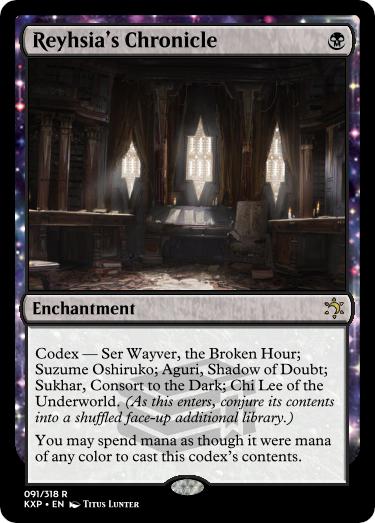 Reyhsia's Chronicle
Enchantment
Codex — Ser Wayver, the Broken Hour;
Suzume Oshiruko; Aguri, Shadow of Doubt;
Sukhar, Consort to the Dark; Chi Lee of the
Underworld. (As this enters, conjure its contents
into a shuffled face-up additional library.)
You may spend mana as though it were mana
of any color to cast this codex's contents.
091/318 R
KXP • EN Titus Lunter